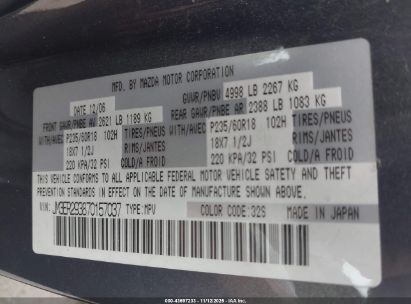 MFD. BY MAZDA MOTOR CORPORATION
DATE 12/06
GVWR/PNBV 4998 LB 2267 KG
FRONT GAWR/PNBE AV 2621 LB 1189 KG
REAR GAWR/PNBE AR 2388 LB 1083 KG
WITH/AVEC P235/60R18 102H TIRES/PNEUS
18X7 1/2J RIMS/JANTES
220 KPA/32 PSI COLD/A FROID
WITH/AVEC P235/60R18 102H TIRES/PNEUS
18X7 1/2J RIMS/JANTES
220 KPA/32 PSI COLD/A FROID
THIS VEHICLE CONFORMS TO ALL APPLICABLE FEDERAL MOTOR VEHICLE SAFETY AND THEFT
PREVENTION STANDARDS IN EFFECT ON THE DATE OF MANUFACTURE SHOWN ABOVE.
VIN: JM3ER293870157037 TYPE:MPV
COLOR CODE: 32S
MADE IN JAPAN